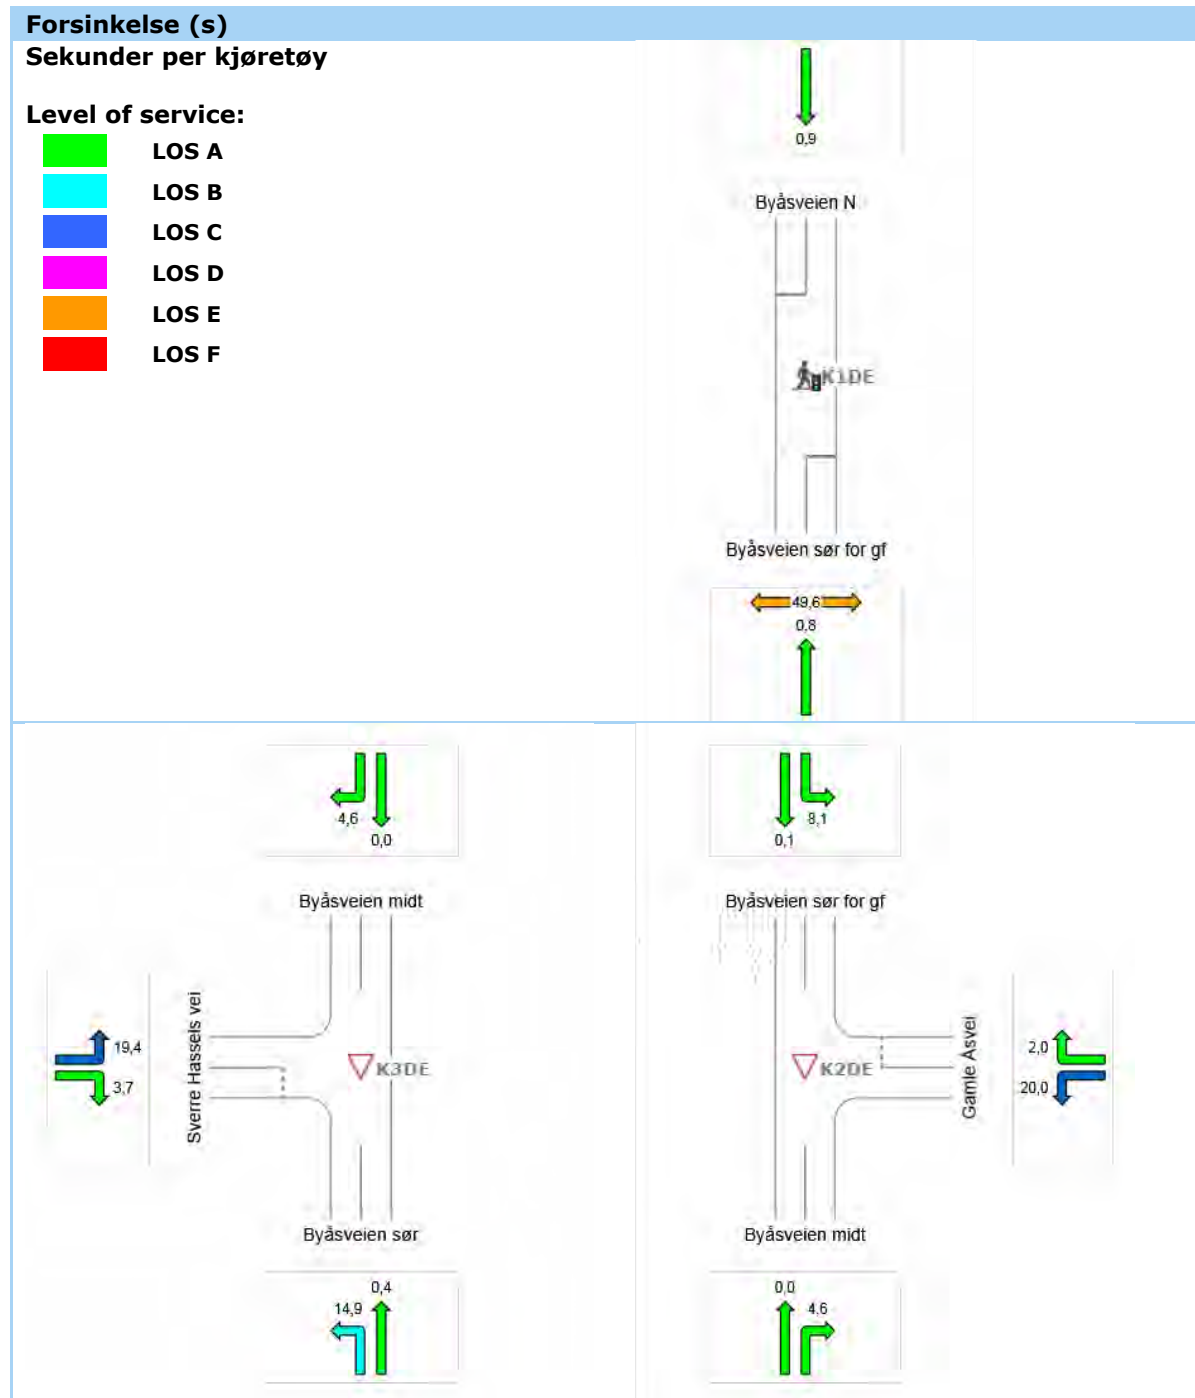 Forsinkelse (s)
Sekunder per kjøretøy
Level of service:
LOS A
LOS B
LOS C
LOS D
LOS E
LOS F
0,9
Byåsveien N
K1DE
Byåsveien sør for gf
49,6
0,8
4,6
0,0
Byåsveien midt
19,4
3,7
Sverre Hassels vei
K3DE
Byåsveien sør
0,4
14,9
8,1
0,1
Byåsveien sør for gf
K2DE
Gamle Åsvei
2,0
20,0
Byåsveien midt
0,0
4,6